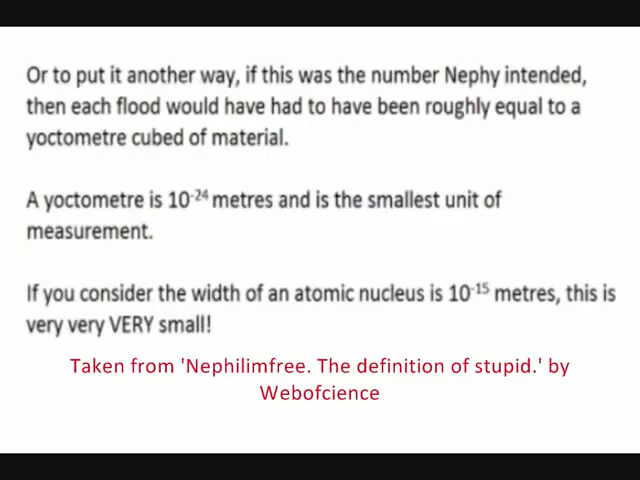 Or to put it another way, if this was the number Nephy intended,
then each flood would have had to have been roughly equal to a
yoctometre cubed of material.
A yoctometre is 10⁻²⁴ metres and is the smallest unit of
measurement.
If you consider the width of an atomic nucleus is 10⁻¹⁵ metres, this is
very very VERY small!
Taken from 'Nephilimfree. The definition of stupid.' by
Webofcience